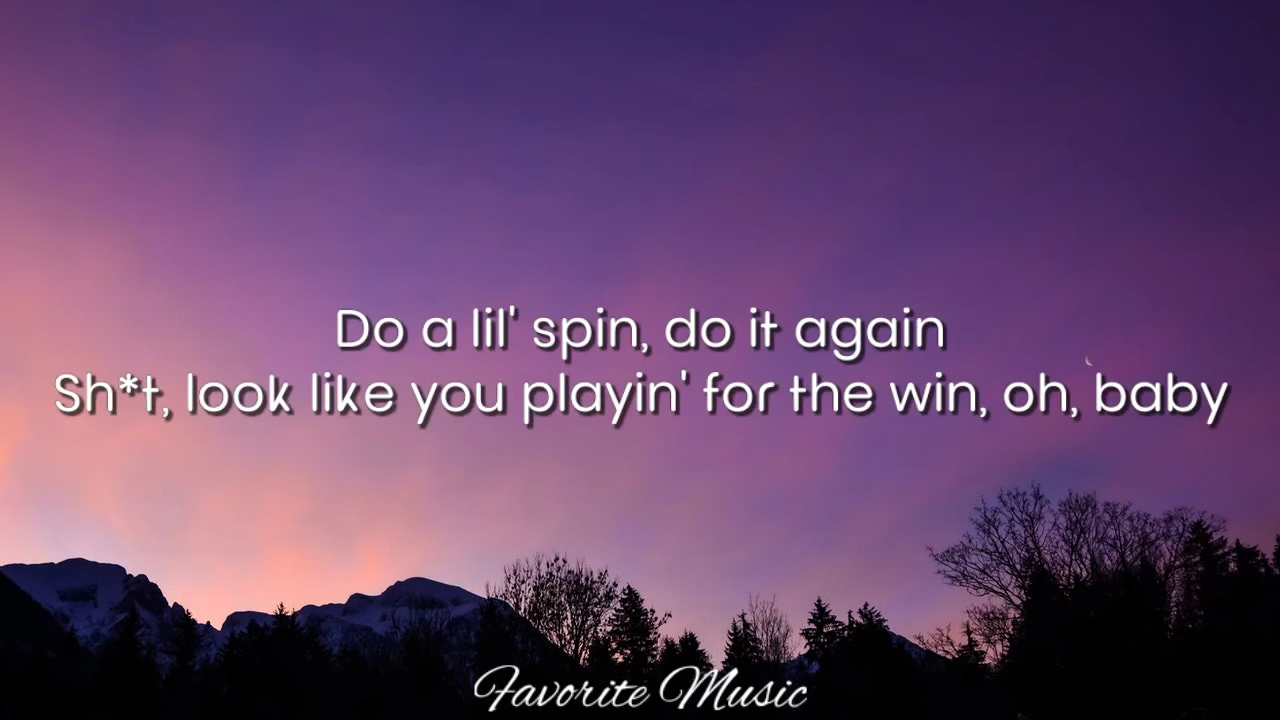 Do a lil' spin, do it again
Sh*t, look like you playin' for the win, oh, baby
Favorite Music